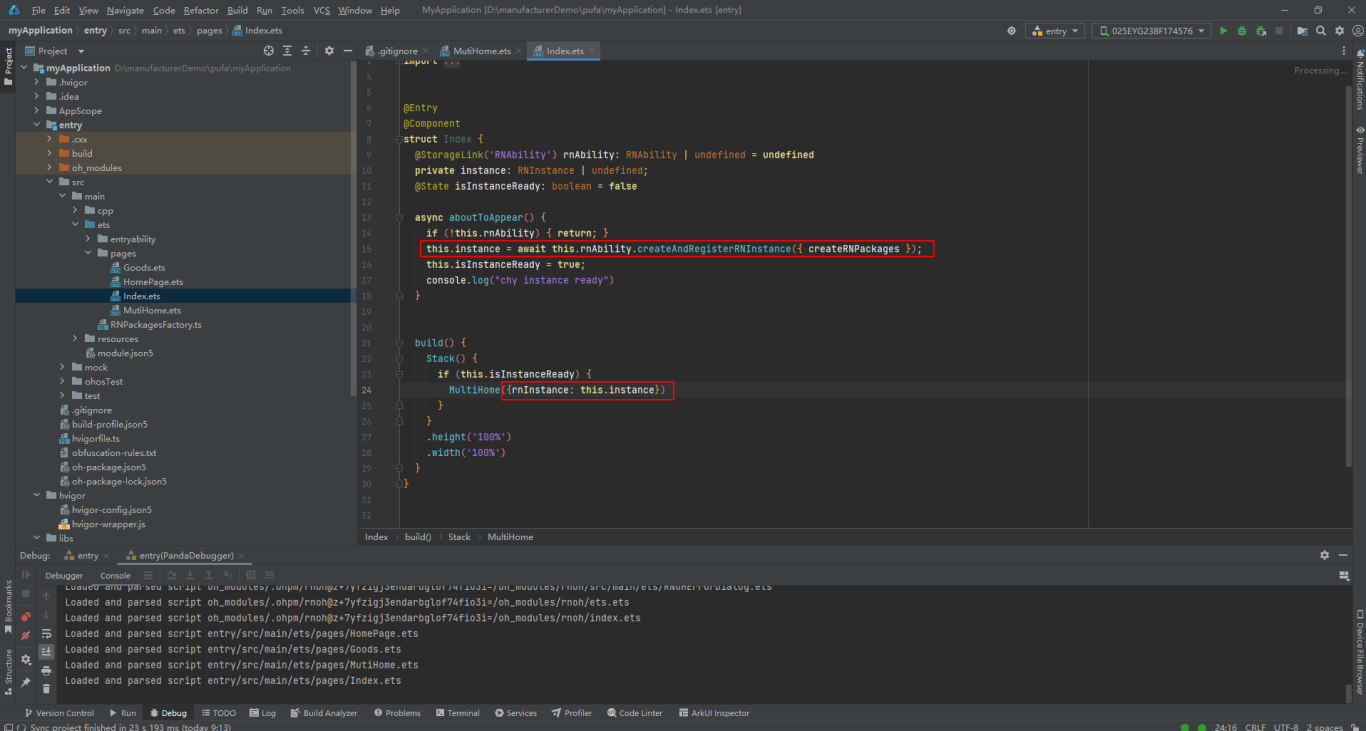 File Edit View Navigate Code Refactor Build Run Tools VCS Window Help MyApplication [D:\manufacturerDemo\pufa\myApplication] - Index.ets [entry]
myApplication entry src main ets pages Index.ets
entry 025EYG238F174576
Project
.gitignore MutiHome.ets Index.ets
Processing...
myApplication D:\manufacturerDemo\pufa\myApplication
.hvigor
.idea
AppScope
entry
.cxx
build
oh_modules
src
main
cpp
ets
entryability
pages
Goods.ets
HomePage.ets
Index.ets
MutiHome.ets
RNPackagesFactory.ts
resources
module.json5
mock
ohosTest
test
.gitignore
build-profile.json5
hvigorfile.ts
obfuscation-rules.txt
oh-package.json5
oh-package-lock.json5
hvigor
hvigor-config.json5
hvigor-wrapper.js
libs
import ...
4
5
6 @Entry
7 @Component
8 struct Index {
9 @StorageLink('RNAbility') rnAbility: RNAbility | undefined = undefined
10 private instance: RNInstance | undefined;
11 @State isInstanceReady: boolean = false
12
13 async aboutToAppear() {
14 if (!this.rnAbility) { return; }
15 this.instance = await this.rnAbility.createAndRegisterRNInstance({ createRNPackages });
16 this.isInstanceReady = true;
17 console.log("chy instance ready")
18 }
19
20
21 build() {
22 Stack() {
23 if (this.isInstanceReady) {
24 MultiHome({rnInstance: this.instance})
25 }
26 }
27 .height('100%')
28 .width('100%')
29 }
30 }
31
32
Index build() Stack MultiHome
Debug: entry entry(PandaDebugger)
Debugger Console
Loaded and parsed script oh_modules/.ohpm/rnoh@z+7yfzigj3endarbglof74fio3i=/oh_modules/rnoh/src/main/ets/RNOHErrorDialog.ets
Loaded and parsed script oh_modules/.ohpm/rnoh@z+7yfzigj3endarbglof74fio3i=/oh_modules/rnoh/ets.ets
Loaded and parsed script oh_modules/.ohpm/rnoh@z+7yfzigj3endarbglof74fio3i=/oh_modules/rnoh/index.ets
Loaded and parsed script entry/src/main/ets/pages/HomePage.ets
Loaded and parsed script entry/src/main/ets/pages/Goods.ets
Loaded and parsed script entry/src/main/ets/pages/MutiHome.ets
Loaded and parsed script entry/src/main/ets/pages/Index.ets
Version Control Run Debug TODO Log Build Analyzer Problems Terminal Services Profiler Code Linter ArkUI Inspector
Sync project finished in 23 s 193 ms (today 9:13)
24:16 CRLF UTF-8 2 spaces
Project
Bookmarks
Structure
Notifications
Previewer
Device File Browser